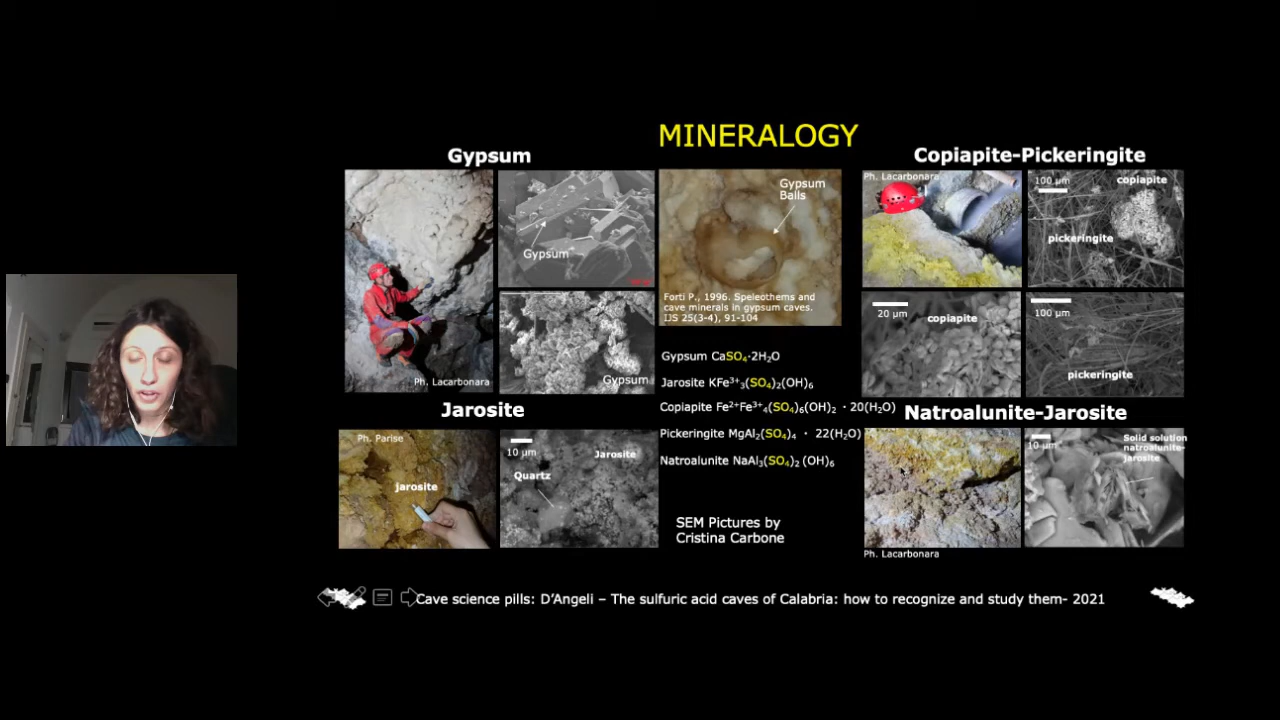 MINERALOGY
Gypsum
Copiapite-Pickeringite
Gypsum
Gypsum
Ph. Lacarbonara
Gypsum
Balls
Forti P., 1996. Speleothems and
cave minerals in gypsum caves.
IJS 25(3-4), 91-104
Ph. Lacarbonara
100 µm
copiapite
pickeringite
20 µm
copiapite
100 µm
pickeringite
Gypsum CaSO₄·2H₂O
Jarosite KFe³⁺₃(SO₄)₂(OH)₆
Copiapite Fe²⁺Fe³⁺₄(SO₄)₆(OH)₂ · 20(H₂O)
Pickeringite MgAl₂(SO₄)₄ · 22(H₂O)
Natroalunite NaAl₃(SO₄)₂ (OH)₆
SEM Pictures by
Cristina Carbone
Jarosite
Ph. Parise
jarosite
10 µm
Jarosite
Quartz
Natroalunite-Jarosite
Ph. Lacarbonara
10 µm
Solid solution
natroalunite-
jarosite
Cave science pills: D’Angeli – The sulfuric acid caves of Calabria: how to recognize and study them- 2021